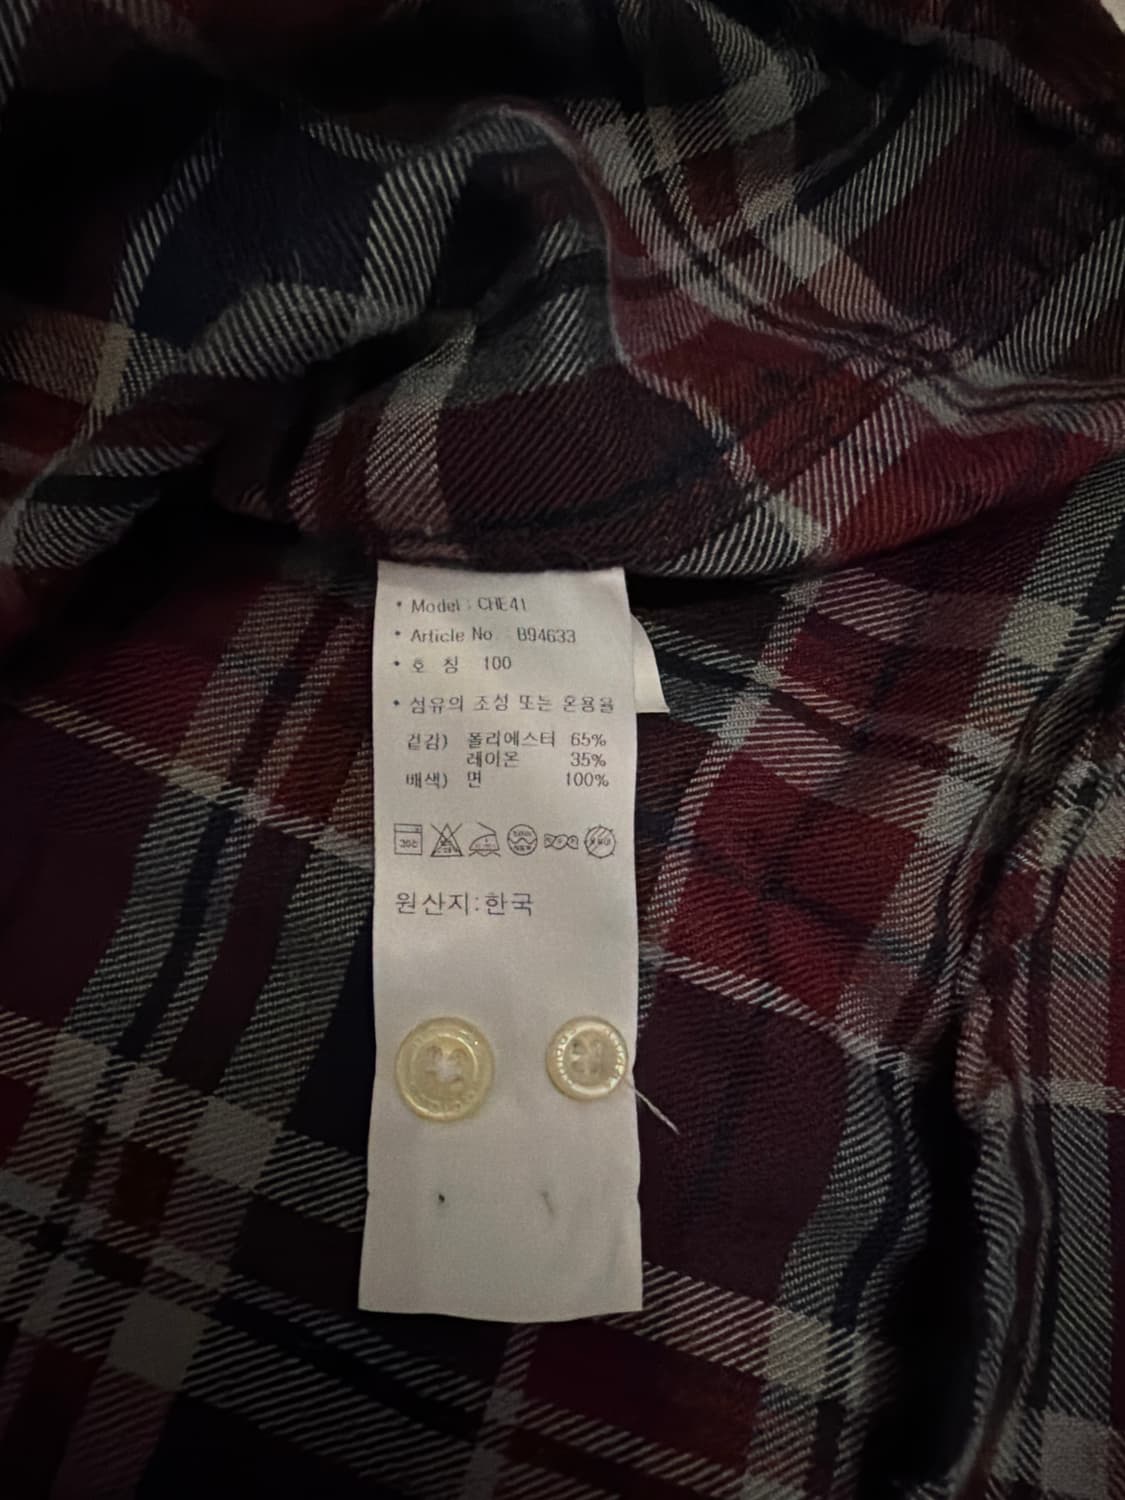 * Model : CHE41
* Article No B94633
* 호 칭 100
* 섬유의 조성 또는 혼용율
겉감) 폴리에스터 65%
레이온 35%
배색) 면 100%
원산지:한국